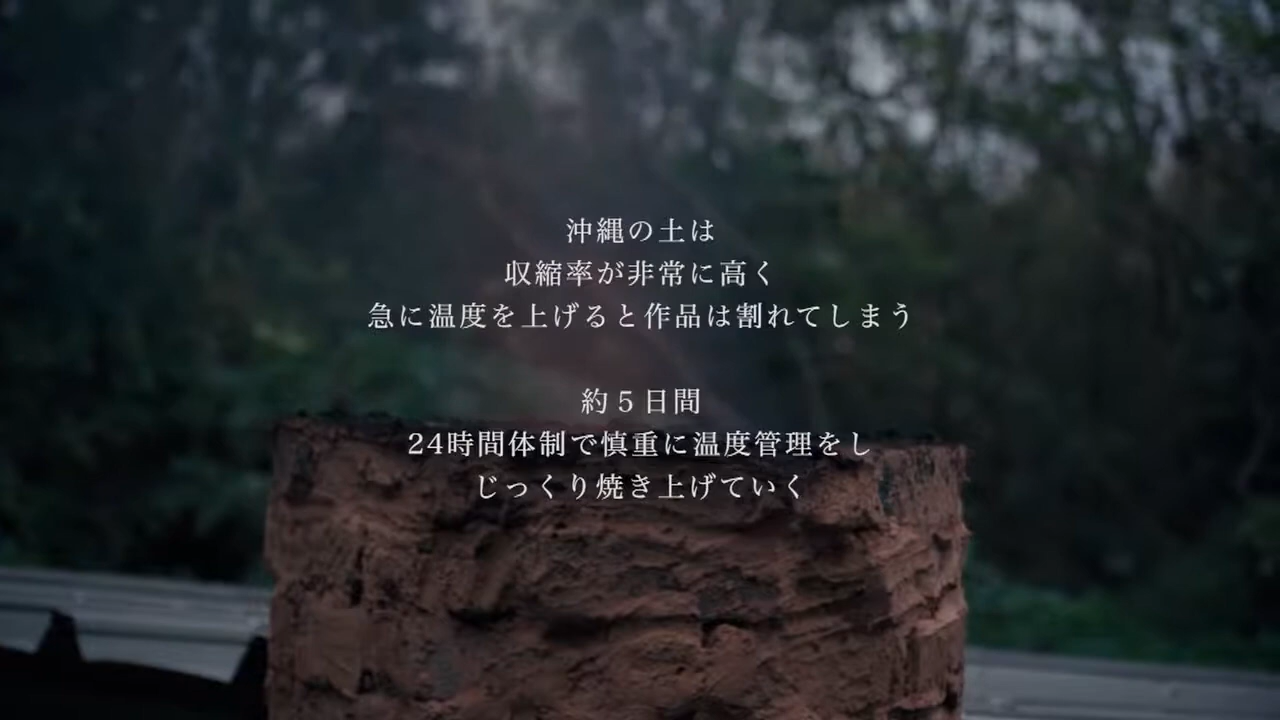 沖縄の土は
収縮率が非常に高く
急に温度を上げると作品は割れてしまう
約５日間
24時間体制で慎重に温度管理をし
じっくり焼き上げていく